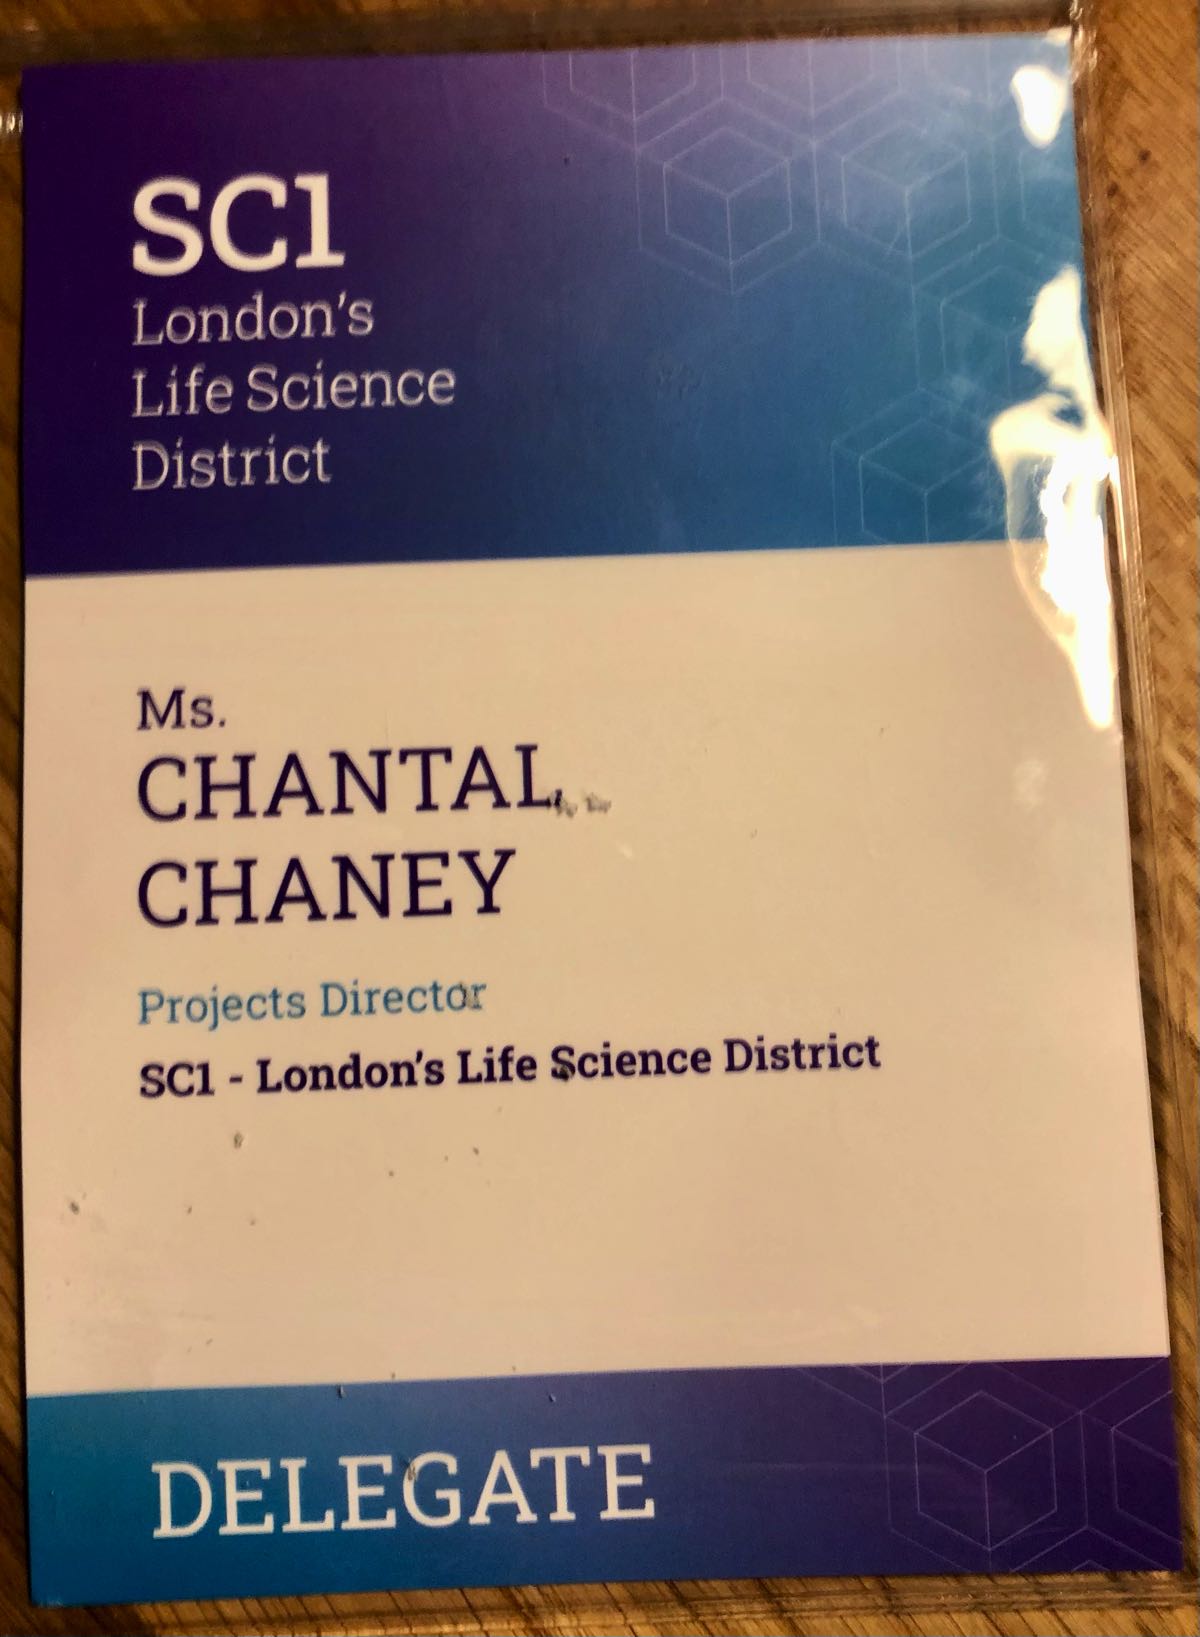 SC1
London's
Life Science
District
Ms.
CHANTAL
CHANEY
Projects Director
SC1 - London's Life Science District
DELEGATE